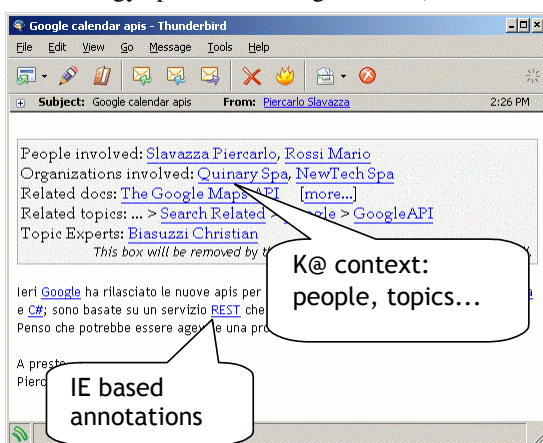 Google calendar apis - Thunderbird
File Edit View Go Message Tools Help
Subject: Google calendar apis From: Piercarlo Slavazza 2:26 PM
People involved: Slavazza Piercarlo, Rossi Mario
Organizations involved: Quinary Spa, NewTech Spa
Related docs: The Google Maps API [more...]
Related topics: ... > Search Related > > GoogleAPI
Topic Experts: Biasuzzi Christian
This box will be removed by
K@ context:
people, topics...
Ieri Google ha rilasciato le nuove apis per
e C#; sono basate su un servizio REST che
Penso che potrebbe essere una
A presto
IE based
annotations